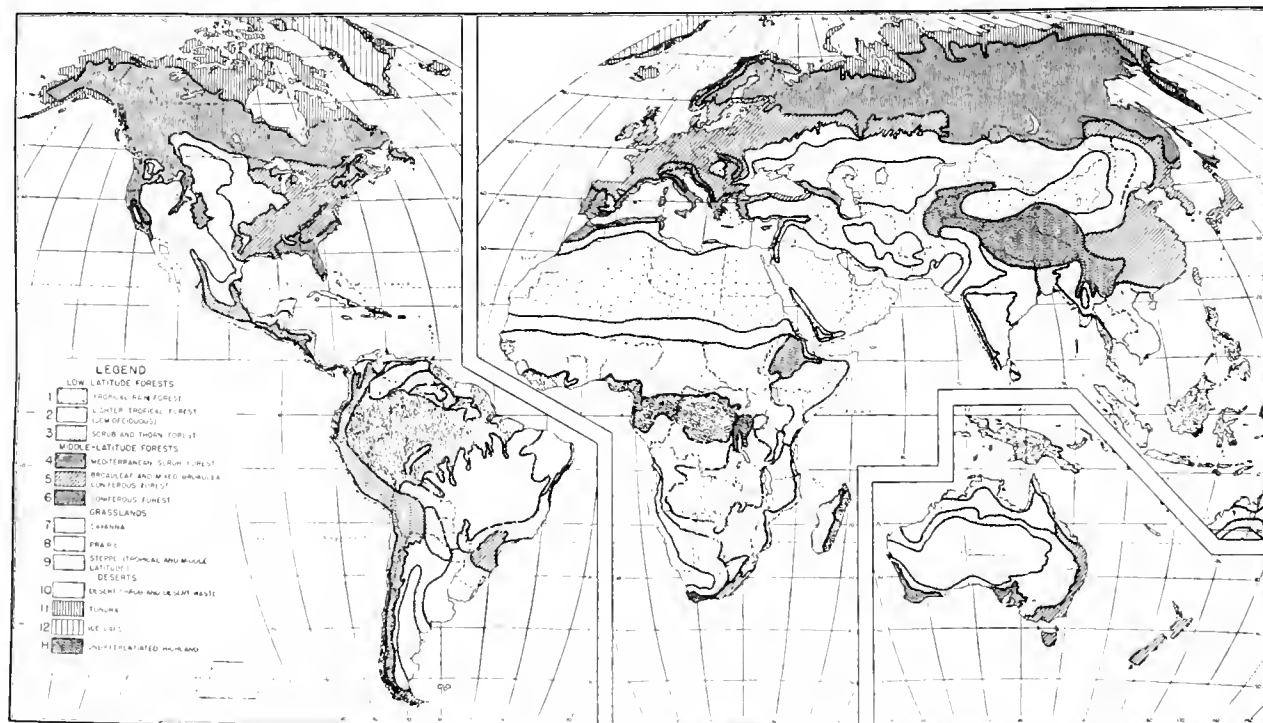 LEGEND
LOW LATITUDE FORESTS
1 TROPICAL RAIN FOREST
2 LIGHTER TROPICAL FOREST
(SEMIDECIDUOUS)
3 SCRUB AND THORN FOREST
MIDDLE-LATITUDE FORESTS
4 MEDITERRANEAN SCRUB FOREST
5 BROADLEAF AND MIXED BROADLEAF
CONIFEROUS FOREST
6 CONIFEROUS FOREST
GRASSLANDS
7 SAVANNA
8 PRAIRIE
9 STEPPE (TROPICAL AND MIDDLE
LATITUDE)
DESERTS
10 DESERT SHRUB AND DESERT WASTE
11 TUNDRA
12 ICE CAPS
H UNDIFFERENTIATED HIGHLAND